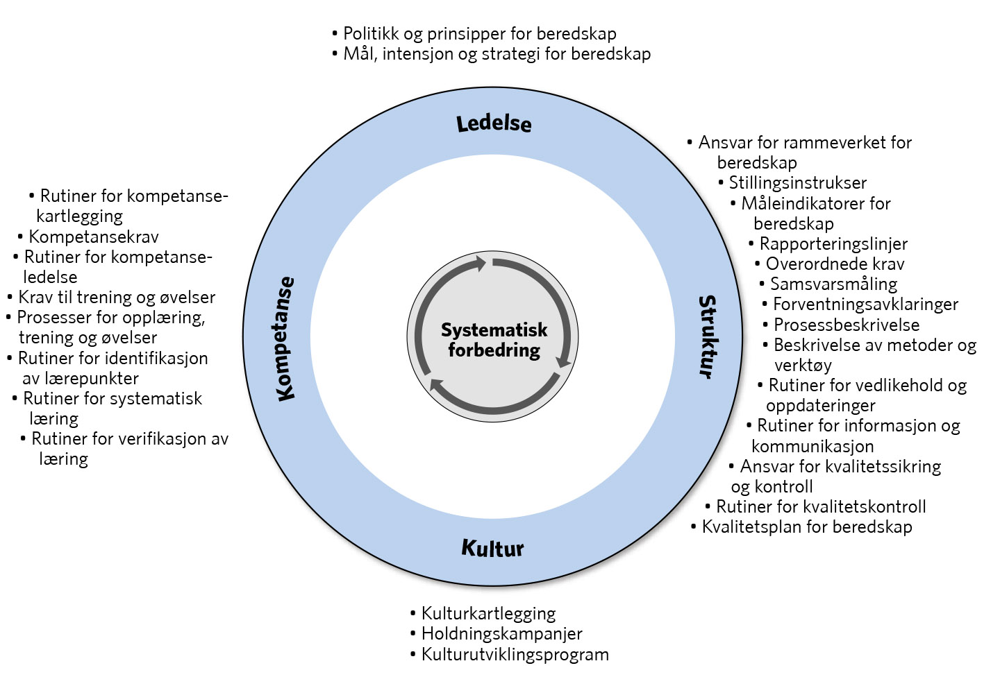 • Politikk og prinsipper for beredskap
• Mål, intensjon og strategi for beredskap
Ledelse
• Ansvar for rammeverket for
beredskap
• Stillingsinstrukser
• Måleindikatorer for
beredskap
• Rapporteringslinjer
• Overordnede krav
• Samsvarsmåling
• Forventningsavklaringer
• Prosessbeskrivelse
• Beskrivelse av metoder og
verktøy
• Rutiner for vedlikehold og
oppdateringer
• Rutiner for informasjon og
kommunikasjon
• Ansvar for kvalitetssikring
og kontroll
• Rutiner for kvalitetskontroll
• Kvalitetsplan for beredskap
Struktur
• Rutiner for kompetanse-
kartlegging
• Kompetansekrav
• Rutiner for kompetanse-
ledelse
• Krav til trening og øvelser
• Prosesser for opplæring,
trening og øvelser
• Rutiner for identifikasjon
av lærepunkter
• Rutiner for systematisk
læring
• Rutiner for verifikasjon av
læring
Kompetanse
Systematisk
forbedring
Kultur
• Kulturkartlegging
• Holdningskampanjer
• Kulturutviklingsprogram